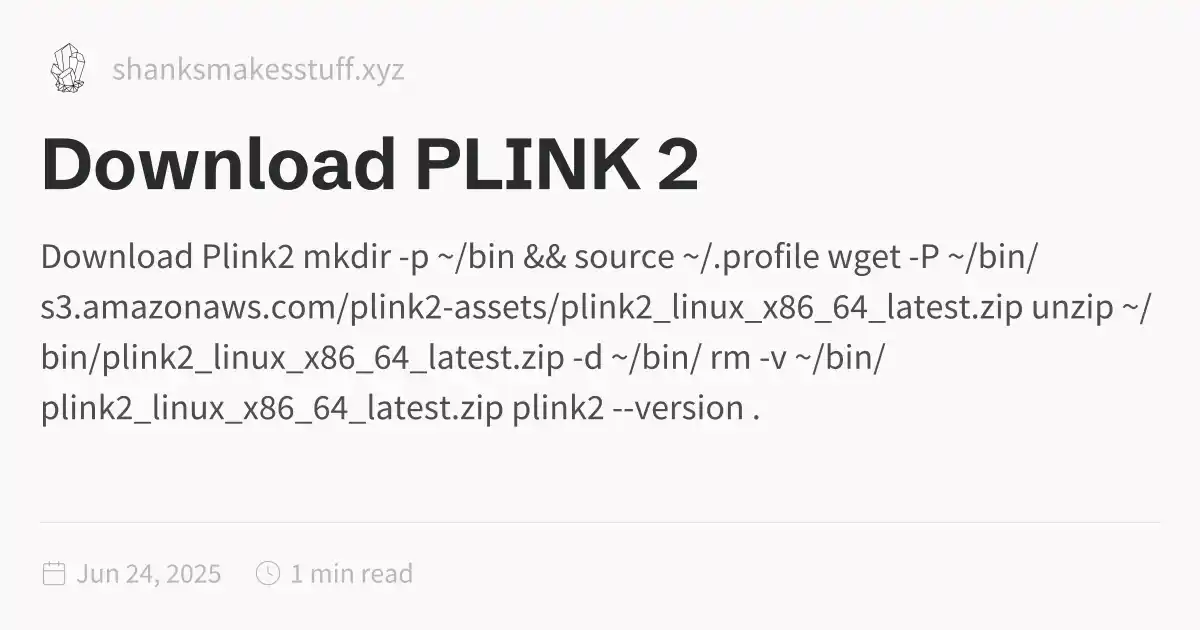 shanksmakesstuff.xyz
Download PLINK 2
Download Plink2 mkdir -p ~/bin && source ~/.profile wget -P ~/bin/
s3.amazonaws.com/plink2-assets/plink2_linux_x86_64_latest.zip unzip ~/
bin/plink2_linux_x86_64_latest.zip -d ~/bin/ rm -v ~/bin/
plink2_linux_x86_64_latest.zip plink2 --version .
Jun 24, 2025 1 min read